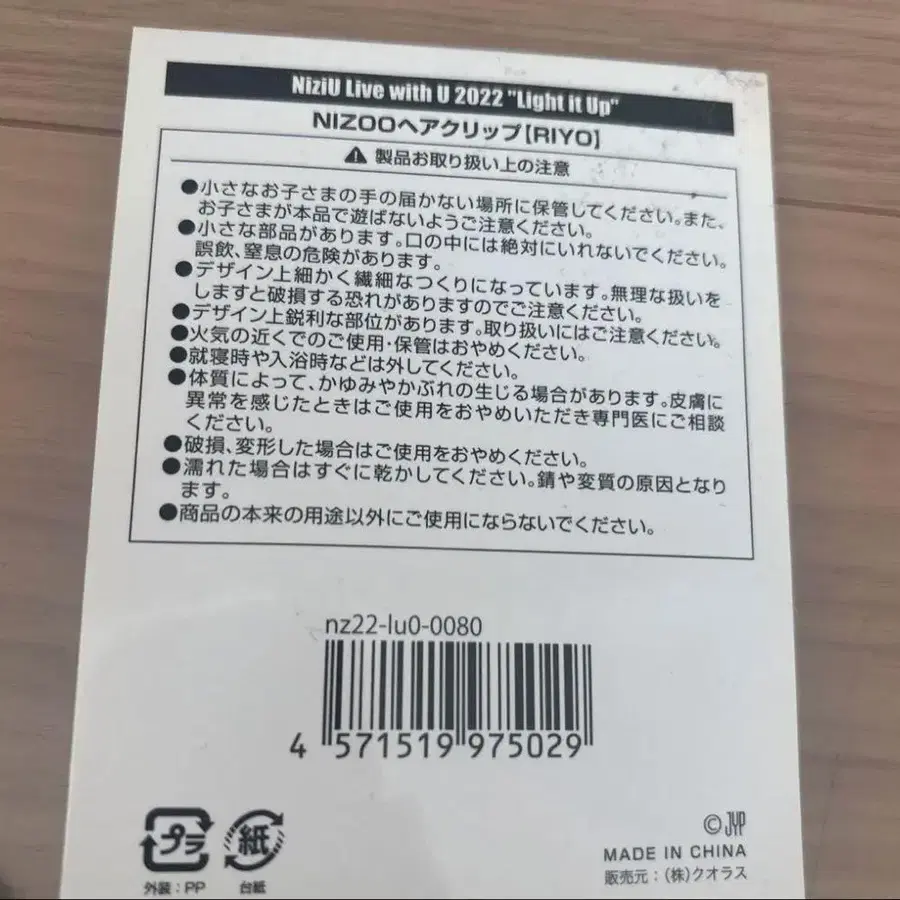 NiziU Live with U 2022 "Light it Up"
NIZOOヘアクリップ【RIYO】
⚠ 製品お取り扱い上の注意
●小さなお子さまの手の届かない場所に保管してください。また、
お子さまが本品で遊ばないようご注意ください。
●小さな部品があります。口の中には絶対にいれないでください。
誤飲、窒息の危険があります。
●デザイン上細かく繊細なつくりになっています。無理な扱いを
しますと破損する恐れがありますのでご注意ください。
●デザイン上鋭利な部位があります。取り扱いにはご注意ください。
●火気の近くでのご使用・保管はおやめください。
●就寝時や入浴時などは外してください。
●体質によって、かゆみやかぶれの生じる場合があります。皮膚に
異常を感じたときはご使用をおやめいただき専門医にご相談
ください。
●破損、変形した場合はご使用をおやめください。
●濡れた場合はすぐに乾かしてください。錆や変質の原因となり
ます。
●商品の本来の用途以外にご使用にならないでください。
nz22-lu0-0080
4 571519 975029
プラ 紙
外装：PP 台紙
©JYP
MADE IN CHINA
販売元：(株)クオラス